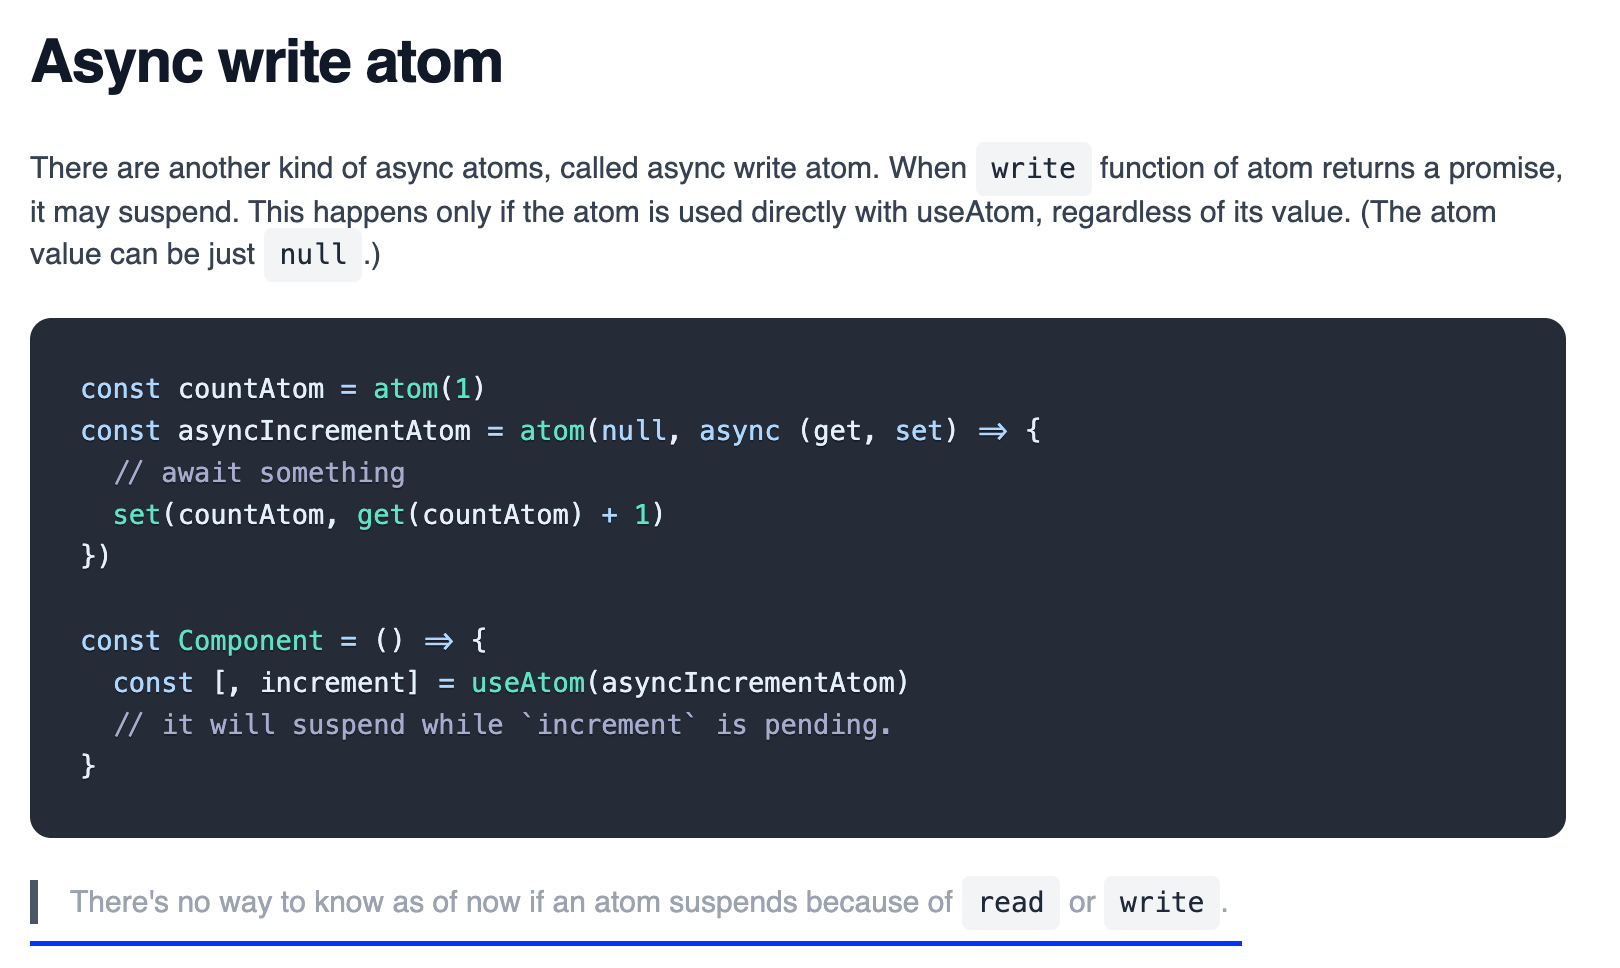 Async write atom
There are another kind of async atoms, called async write atom. When write function of atom returns a promise,
it may suspend. This happens only if the atom is used directly with useAtom, regardless of its value. (The atom
value can be just null .)
const countAtom = atom(1)
const asyncIncrementAtom = atom(null, async (get, set) => {
  // await something
  set(countAtom, get(countAtom) + 1)
})
const Component = () => {
  const [, increment] = useAtom(asyncIncrementAtom)
  // it will suspend while `increment` is pending.
}
There's no way to know as of now if an atom suspends because of read or write .